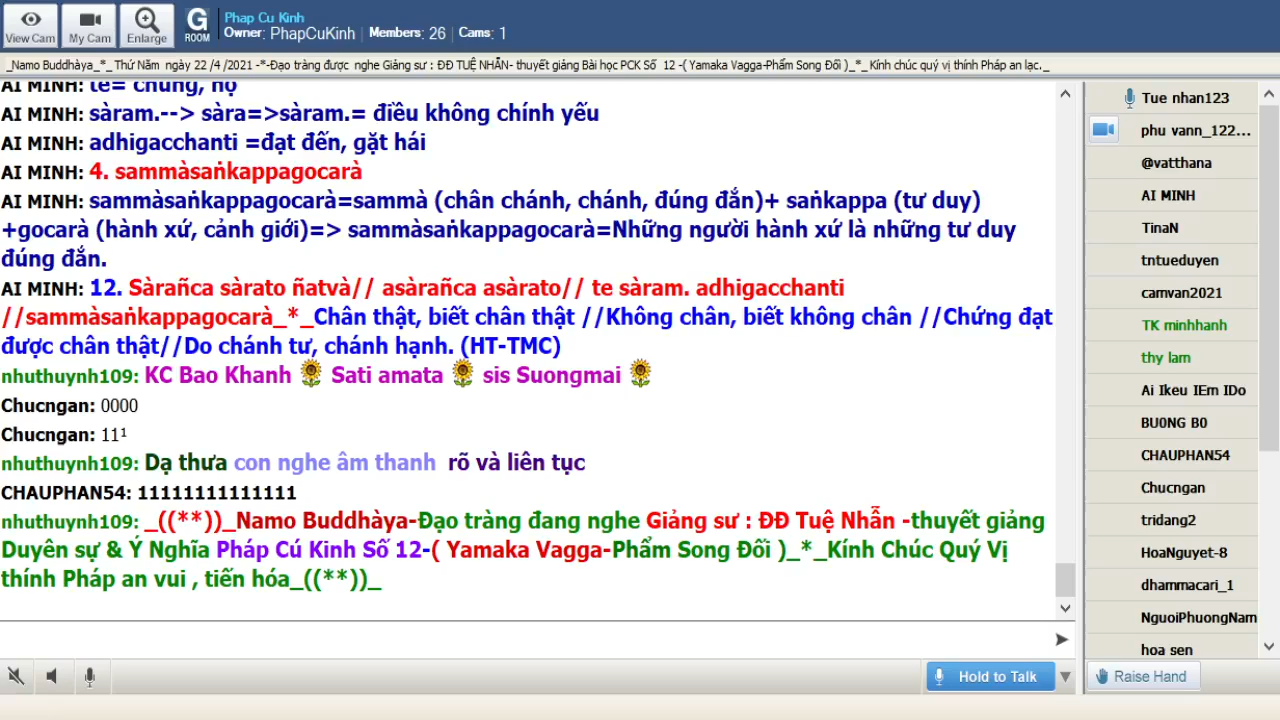 View Cam
My Cam
Enlarge
G
ROOM
Phap Cu Kinh
Owner: PhapCuKinh | Members: 26 | Cams: 1
_Namo Buddhàya_*_ Thứ Năm ngày 22 /4 /2021 -*-Đạo tràng được nghe Giảng sư : ĐĐ TUỆ NHẪN- thuyết giảng Bài học PCK Số 12 -( Yamaka Vagga-Phẩm Song Đối )_*_ Kính chúc quý vị thính Pháp an lạc._
AI MINH: te= chúng, họ
AI MINH: sàram.--> sàra=>sàram.= điều không chính yếu
AI MINH: adhigacchanti =đạt đến, gặt hái
AI MINH: 4. sammàsaṅkappagocarà
AI MINH: sammàsaṅkappagocarà=sammà (chân chánh, chánh, đúng đắn)+ saṅkappa (tư duy)
+gocarà (hành xứ, cảnh giới)=> sammàsaṅkappagocarà=Những người hành xứ là những tư duy
đúng đắn.
AI MINH: 12. Sàrañca sàrato ñatvà// asàrañca asàrato// te sàram. adhigacchanti
//sammàsaṅkappagocarà_*_Chân thật, biết chân thật //Không chân, biết không chân //Chứng đạt
được chân thật//Do chánh tư, chánh hạnh. (HT-TMC)
nhuthuynh109: KC Bao Khanh 🌻 Sati amata 🌻 sis Suongmai 🌻
Chucngan: 0000
Chucngan: 11¹
nhuthuynh109: Dạ thưa con nghe âm thanh rõ và liên tục
CHAUPHAN54: 11111111111111
nhuthuynh109: _((**))_Namo Buddhàya-Đạo tràng đang nghe Giảng sư : ĐĐ Tuệ Nhẫn -thuyết giảng
Duyên sự & Ý Nghĩa Pháp Cú Kinh Số 12-( Yamaka Vagga-Phẩm Song Đối )_*_Kính Chúc Quý Vị
thính Pháp an vui , tiến hóa_((**))_
Tue nhan123
phu vann_122...
@vatthana
AI MINH
TinaN
tntueduyen
camvan2021
TK minhhanh
thy lam
Ai Ikeu IEm IDo
BU0NG B0
CHAUPHAN54
Chucngan
tridang2
HoaNguyet-8
dhammacari_1
NguoiPhuongNam
hoa sen
Hold to Talk
Raise Hand